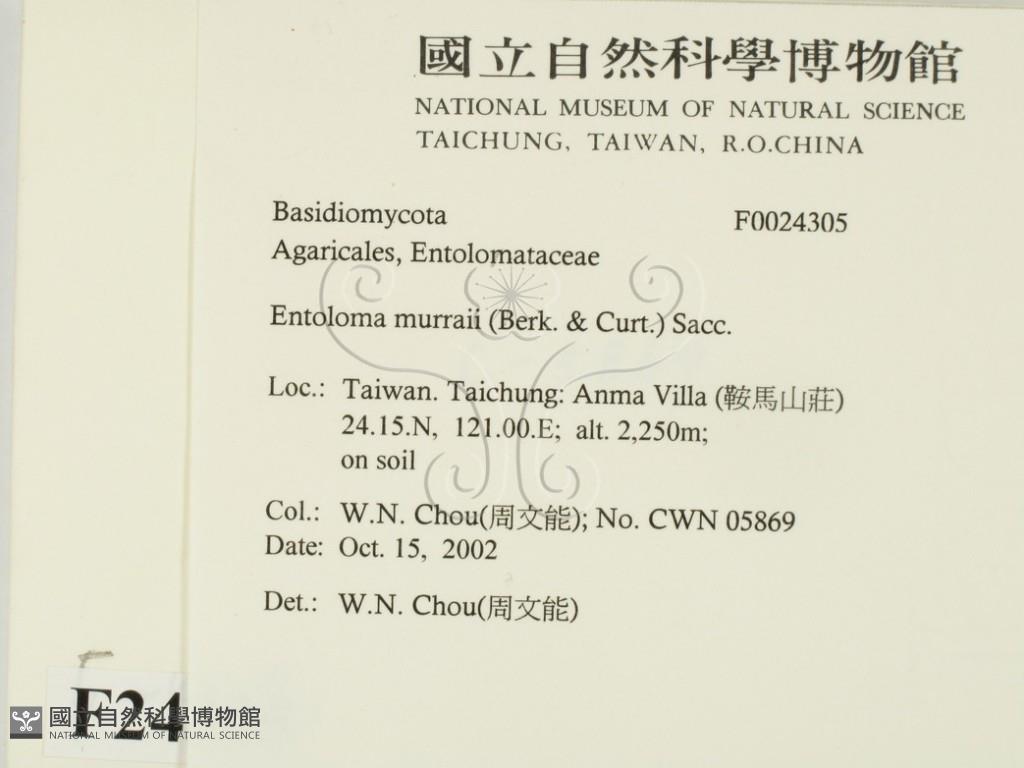 國立自然科學博物館
NATIONAL MUSEUM OF NATURAL SCIENCE
TAICHUNG, TAIWAN, R.O.CHINA
Basidiomycota F0024305
Agaricales, Entolomataceae
Entoloma murraii (Berk. & Curt.) Sacc.
Loc.: Taiwan. Taichung: Anma Villa (鞍馬山莊)
24.15.N, 121.00.E; alt. 2,250m;
on soil
Col.: W.N. Chou(周文能); No. CWN 05869
Date: Oct. 15, 2002
Det.: W.N. Chou(周文能)
F24
國立自然科學博物館
NATIONAL MUSEUM OF NATURAL SCIENCE